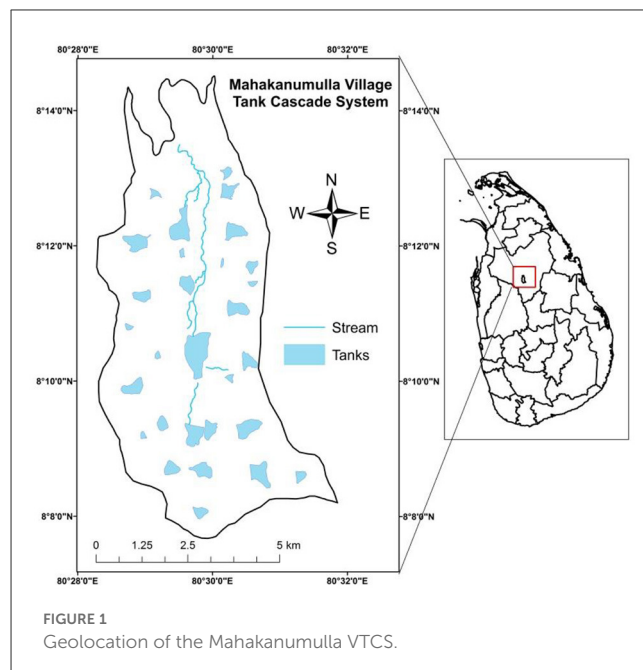 80°28'0"E 80°30'0"E 80°32'0"E
Mahakanumulla Village
Tank Cascade System
8°14'0"N
8°14'0"N
N
W E
S
8°12'0"N
8°12'0"N
Stream
Tanks
8°10'0"N
8°10'0"N
8°8'0"N
8°8'0"N
0 1.25 2.5 5 km
80°28'0"E 80°30'0"E 80°32'0"E
FIGURE 1
Geolocation of the Mahakanumulla VTCS.